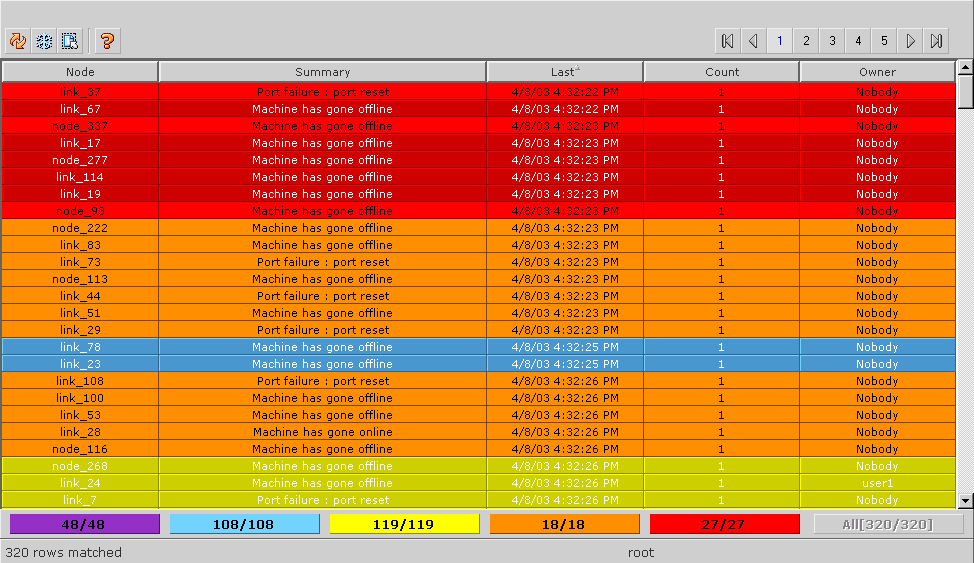 1 2 3 4 5
Node Summary Last Count Owner
link_37 Port failure : port reset 4/8/03 4:32:22 PM 1 Nobody
link_67 Machine has gone offline 4/8/03 4:32:22 PM 1 Nobody
node_337 Machine has gone offline 4/8/03 4:32:23 PM 1 Nobody
link_17 Machine has gone offline 4/8/03 4:32:23 PM 1 Nobody
node_277 Machine has gone offline 4/8/03 4:32:23 PM 1 Nobody
link_114 Machine has gone offline 4/8/03 4:32:23 PM 1 Nobody
link_19 Machine has gone offline 4/8/03 4:32:23 PM 1 Nobody
node_93 Machine has gone offline 4/8/03 4:32:23 PM 1 Nobody
node_222 Machine has gone offline 4/8/03 4:32:23 PM 1 Nobody
link_83 Machine has gone offline 4/8/03 4:32:23 PM 1 Nobody
link_73 Port failure : port reset 4/8/03 4:32:23 PM 1 Nobody
node_113 Machine has gone offline 4/8/03 4:32:23 PM 1 Nobody
link_44 Port failure : port reset 4/8/03 4:32:23 PM 1 Nobody
link_51 Machine has gone offline 4/8/03 4:32:23 PM 1 Nobody
link_29 Port failure : port reset 4/8/03 4:32:23 PM 1 Nobody
link_78 Machine has gone offline 4/8/03 4:32:25 PM 1 Nobody
link_23 Machine has gone offline 4/8/03 4:32:25 PM 1 Nobody
link_108 Port failure : port reset 4/8/03 4:32:26 PM 1 Nobody
link_100 Machine has gone offline 4/8/03 4:32:26 PM 1 Nobody
link_53 Machine has gone offline 4/8/03 4:32:26 PM 1 Nobody
link_28 Machine has gone online 4/8/03 4:32:26 PM 1 Nobody
node_116 Machine has gone offline 4/8/03 4:32:26 PM 1 Nobody
node_268 Machine has gone offline 4/8/03 4:32:26 PM 1 Nobody
link_24 Machine has gone offline 4/8/03 4:32:26 PM 1 user1
link_7 Port failure : port reset 4/8/03 4:32:26 PM 1 Nobody
48/48 108/108 119/119 18/18 27/27 All[320/320]
320 rows matched root